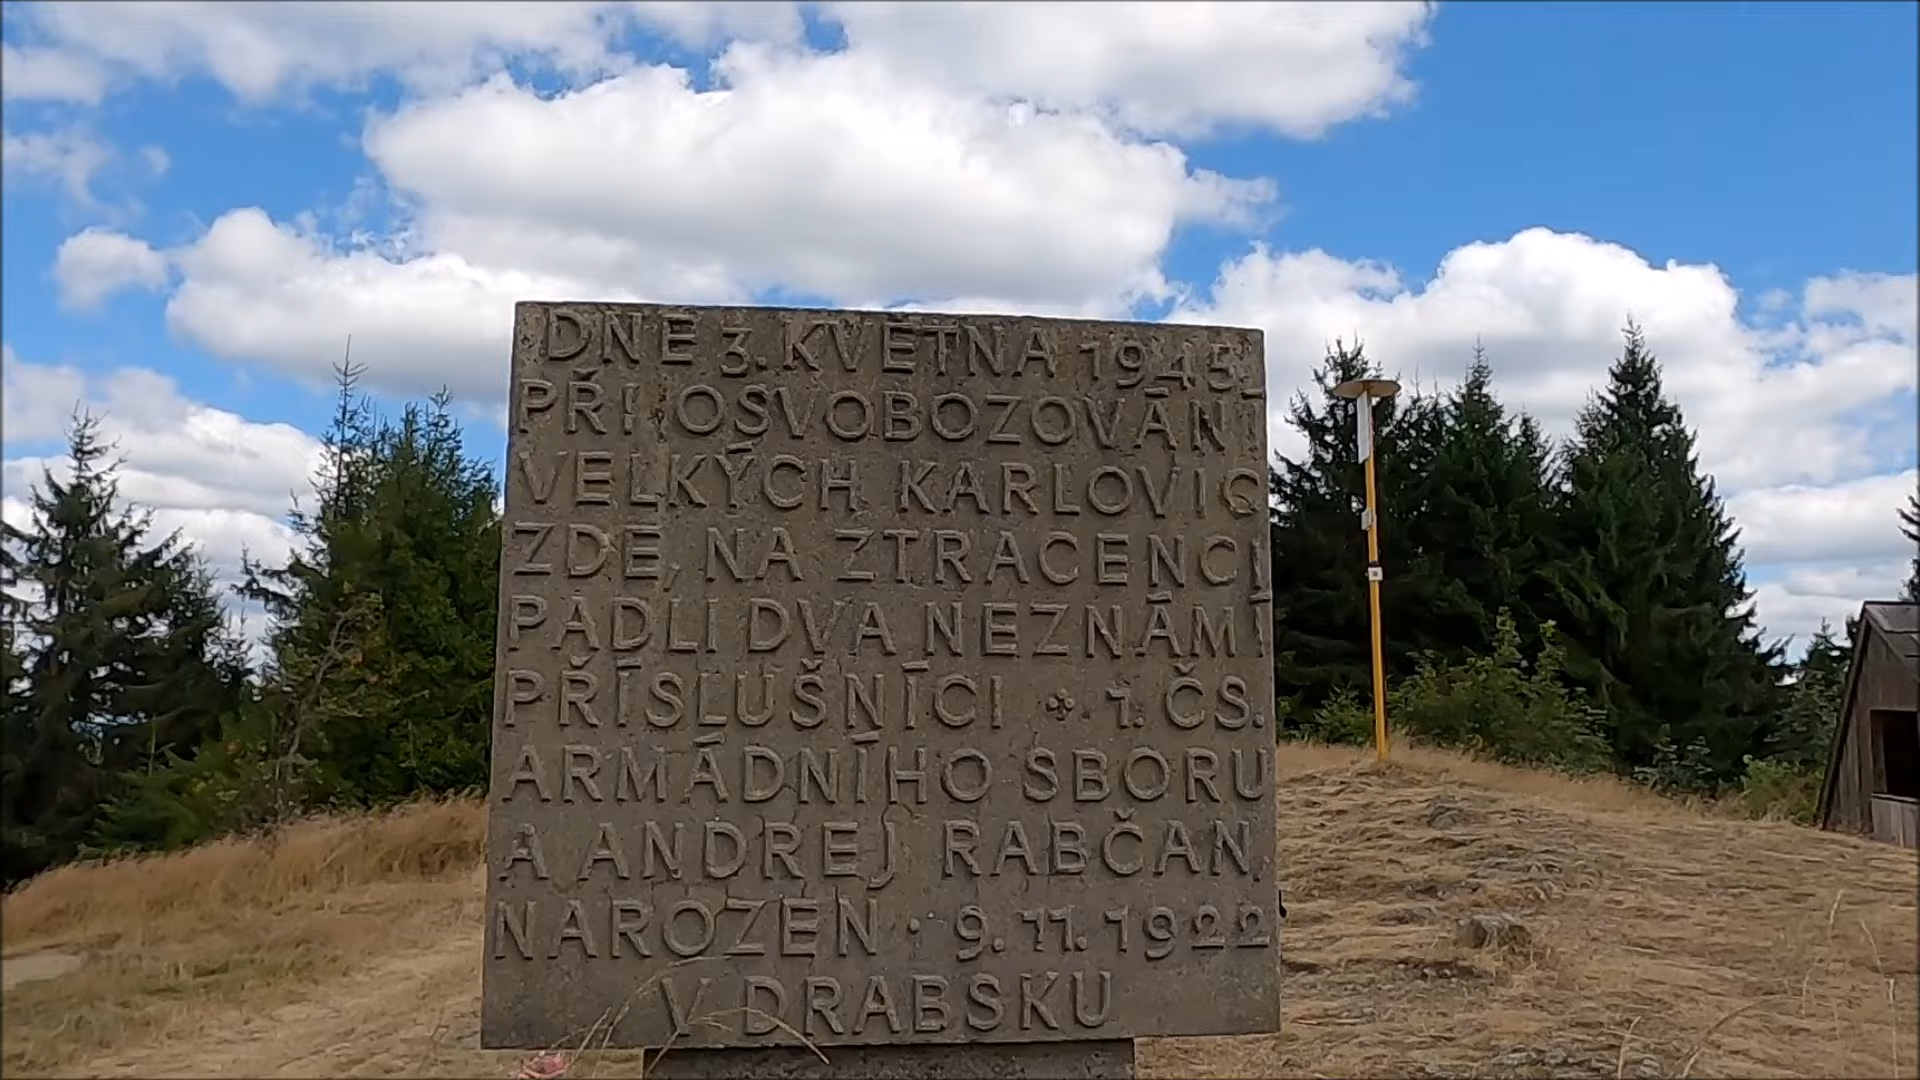 DNE 3. KVĚTNA 1945
PŘI OSVOBOZOVÁNÍ
VELKÝCH KARLOVIC
ZDE, NA ZTRACENCI
PADLI DVA NEZNÁMÍ
PŘÍSLUŠNÍCI + 1. ČS.
ARMÁDNÍHO SBORU
A ANDREJ RABČAN,
NAROZEN · 9. 11. 1922
V DRABSKU